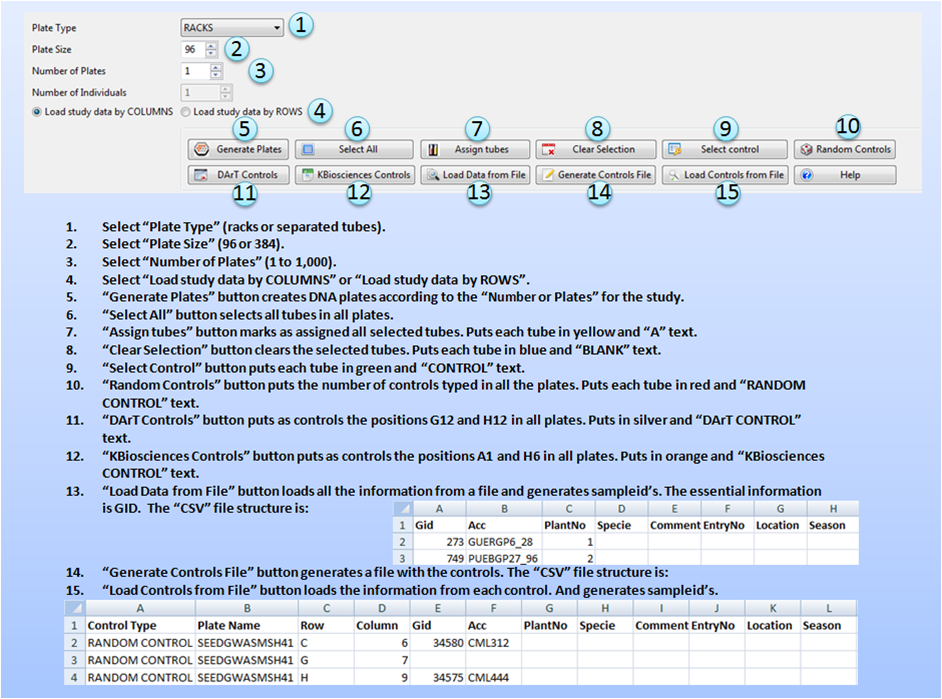 Plate Type RACKS 1
Plate Size 96 2
Number of Plates 1 3
Number of Individuals 1
Load study data by COLUMNS Load study data by ROWS 4
5 6 7 8 9 10
Generate Plates Select All Assign tubes Clear Selection Select control Random Controls
DArT Controls KBiosciences Controls Load Data from File Generate Controls File Load Controls from File Help
11 12 13 14 15
1. Select “Plate Type” (racks or separated tubes).
2. Select “Plate Size” (96 or 384).
3. Select “Number of Plates” (1 to 1,000).
4. Select “Load study data by COLUMNS” or “Load study data by ROWS”.
5. “Generate Plates” button creates DNA plates according to the “Number or Plates” for the study.
6. “Select All” button selects all tubes in all plates.
7. “Assign tubes” button marks as assigned all selected tubes. Puts each tube in yellow and “A” text.
8. “Clear Selection” button clears the selected tubes. Puts each tube in blue and “BLANK” text.
9. “Select Control” button puts each tube in green and “CONTROL” text.
10. “Random Controls” button puts the number of controls typed in all the plates. Puts each tube in red and “RANDOM
CONTROL” text.
11. “DArT Controls” button puts as controls the positions G12 and H12 in all plates. Puts in silver and “DArT CONTROL”
text.
12. “KBiosciences Controls” button puts as controls the positions A1 and H6 in all plates. Puts in orange and “KBiosciences
CONTROL” text.
13. “Load Data from File” button loads all the information from a file and generates sampleid’s. The essential information
is GID. The “CSV” file structure is:
A B C D E F G H
1 Gid Acc PlantNo Specie Comment EntryNo Location Season
2 273 GUERGP6_28 1
3 749 PUEBGP27_96 2
14. “Generate Controls File” button generates a file with the controls. The “CSV” file structure is:
15. “Load Controls from File” button loads the information from each control. And generates sampleid’s.
A B C D E F G H I J K L
1 Control Type Plate Name Row Column Gid Acc PlantNo Specie Comment EntryNo Location Season
2 RANDOM CONTROL SEEDGWASMSH41 C 6 34580 CML312
3 RANDOM CONTROL SEEDGWASMSH41 G 7
4 RANDOM CONTROL SEEDGWASMSH41 H 9 34575 CML444